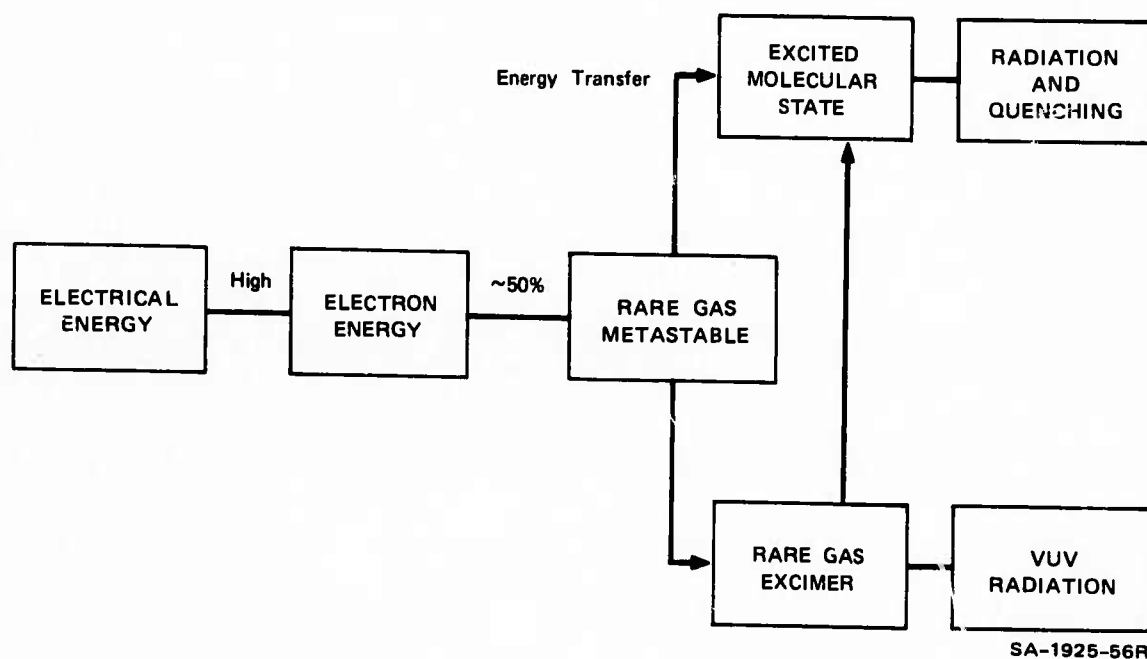 ELECTRICAL
ENERGY
High
ELECTRON
ENERGY
~50%
RARE GAS
METASTABLE
Energy Transfer
EXCITED
MOLECULAR
STATE
RADIATION
AND
QUENCHING
RARE GAS
EXCIMER
VUV
RADIATION
SA-1925-56R